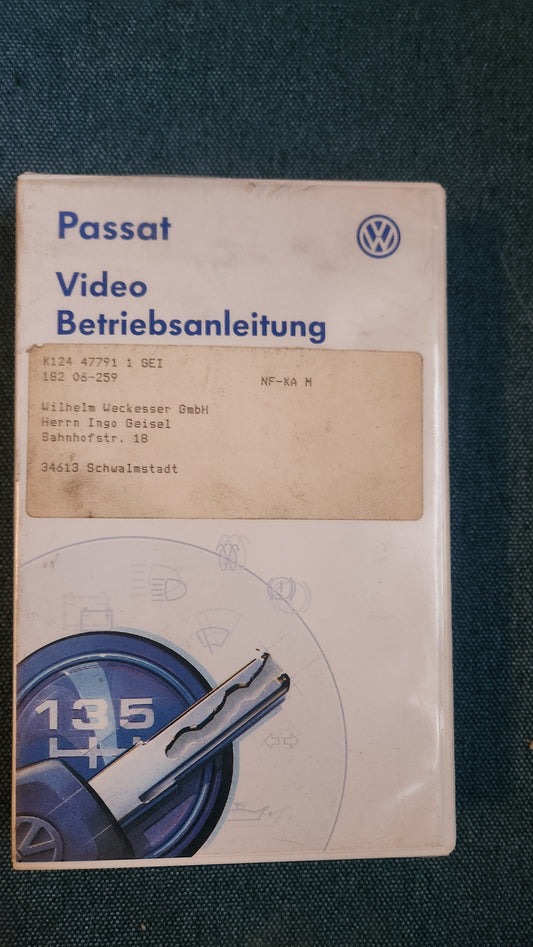 Passat
Video
Betriebsanleitung
K124 47791 1 GEI
182 06-259 NF-KA M
Wilhelm Weckesser GmbH
Herrn Ingo Geisel
Bahnhofstr. 18
34613 Schwalmstadt
135